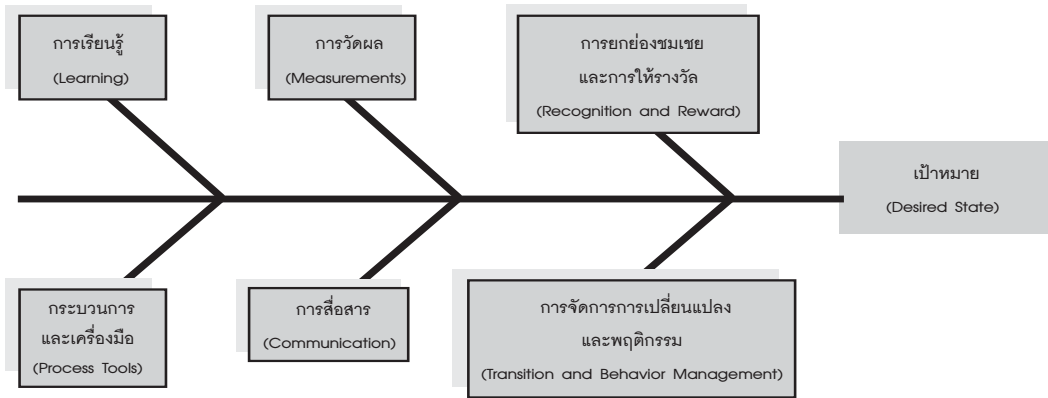 การเรียนรู้
(Learning)
การวัดผล
(Measurements)
การยกย่องชมเชย
และการให้รางวัล
(Recognition and Reward)
เป้าหมาย
(Desired State)
กระบวนการ
และเครื่องมือ
(Process Tools)
การสื่อสาร
(Communication)
การจัดการการเปลี่ยนแปลง
และพฤติกรรม
(Transition and Behavior Management)